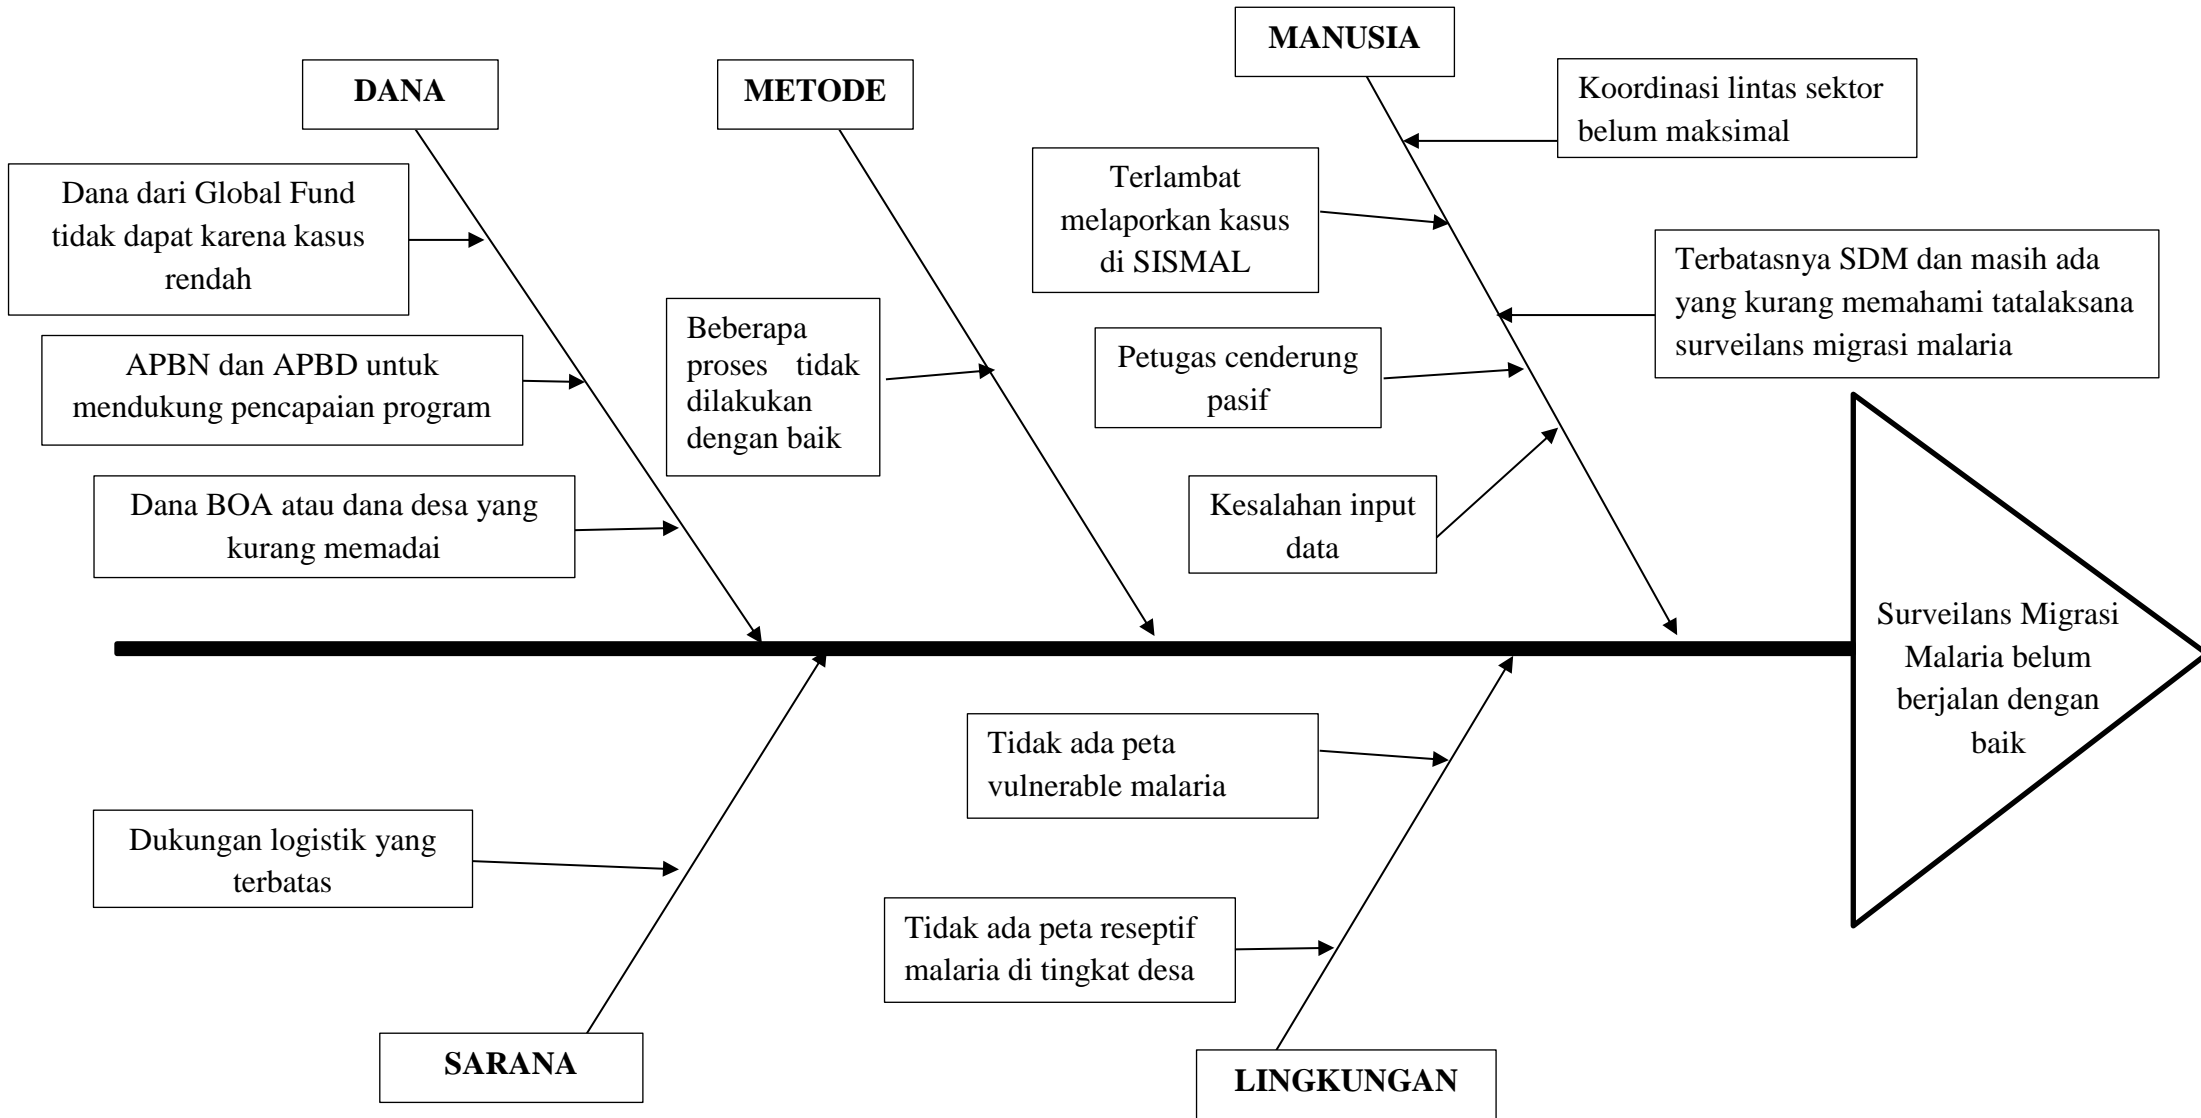 MANUSIA
DANA
METODE
Koordinasi lintas sektor
belum maksimal
Dana dari Global Fund
tidak dapat karena kasus
rendah
Terlambat
melaporkan kasus
di SISMAL
Terbatasnya SDM dan masih ada
yang kurang memahami tatalaksana
surveilans migrasi malaria
Beberapa
proses tidak
dilakukan
dengan baik
APBN dan APBD untuk
mendukung pencapaian program
Petugas cenderung
pasif
Dana BOA atau dana desa yang
kurang memadai
Kesalahan input
data
Surveilans Migrasi
Malaria belum
berjalan dengan
baik
Tidak ada peta
vulnerable malaria
Dukungan logistik yang
terbatas
Tidak ada peta reseptif
malaria di tingkat desa
SARANA
LINGKUNGAN